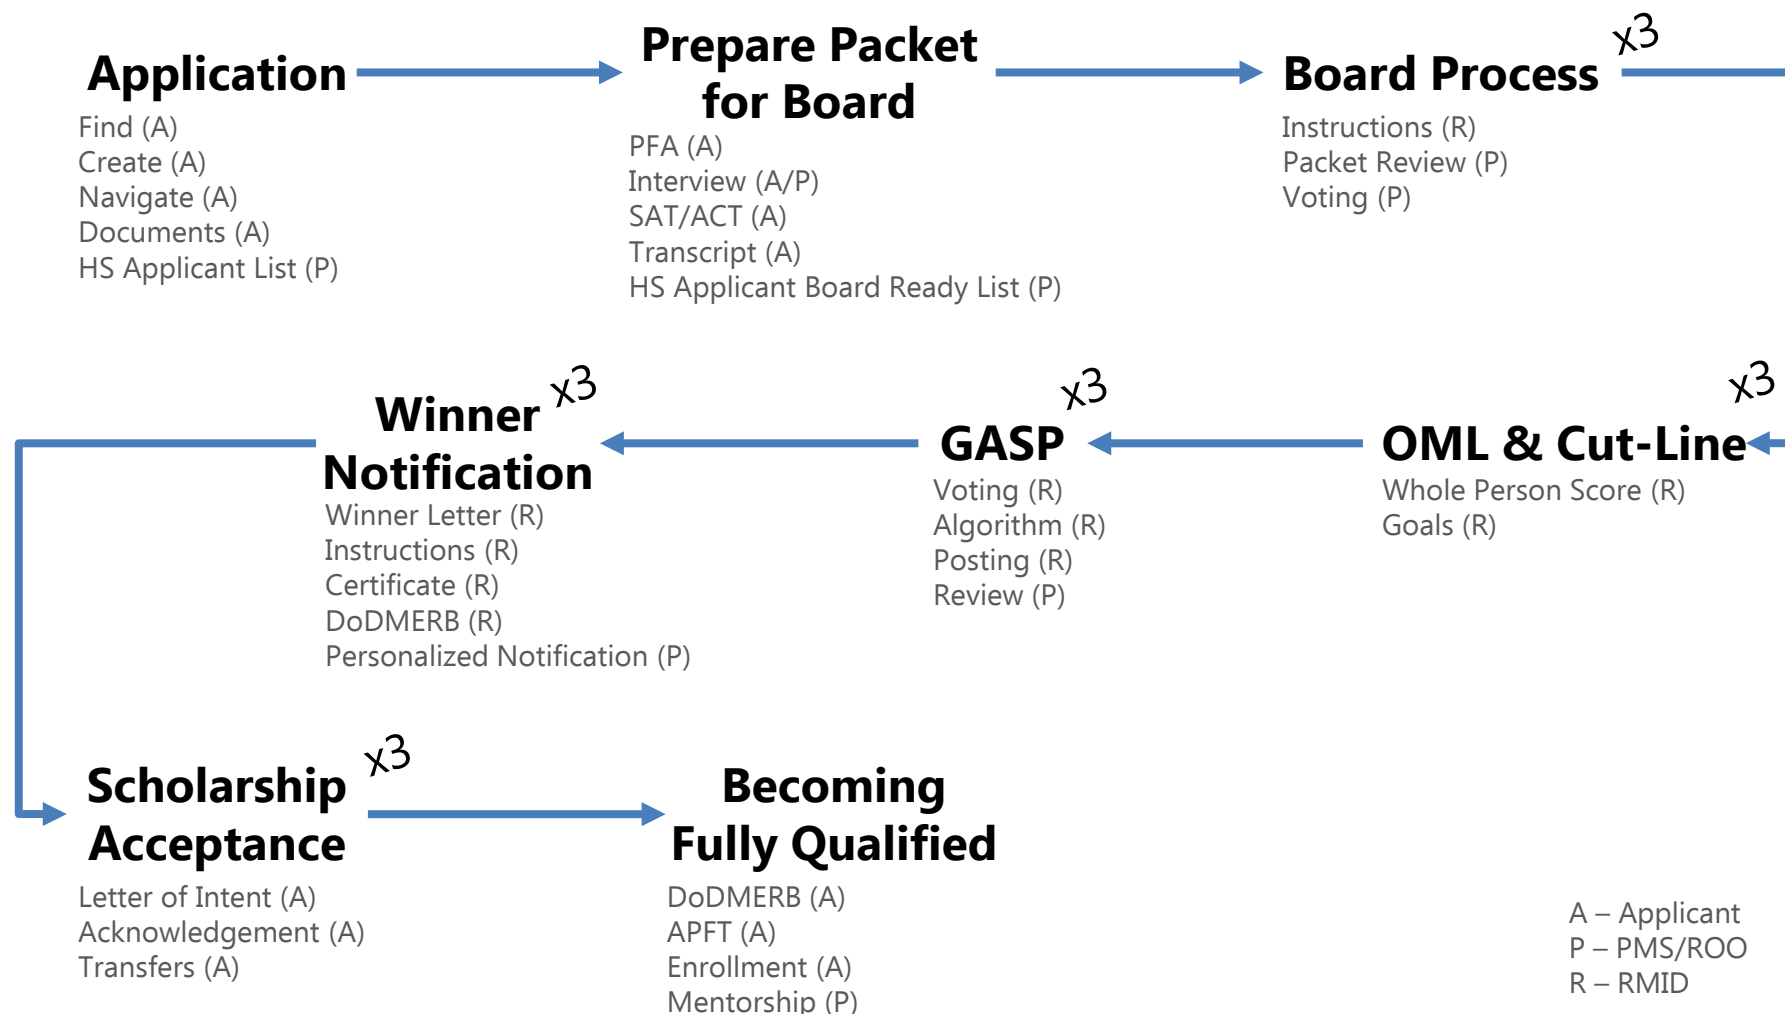 Application
Find (A)
Create (A)
Navigate (A)
Documents (A)
HS Applicant List (P)
Prepare Packet
for Board
PFA (A)
Interview (A/P)
SAT/ACT (A)
Transcript (A)
HS Applicant Board Ready List (P)
x3
Board Process
Instructions (R)
Packet Review (P)
Voting (P)
x3
OML & Cut-Line
Whole Person Score (R)
Goals (R)
x3
GASP
Voting (R)
Algorithm (R)
Posting (R)
Review (P)
x3
Winner
Notification
Winner Letter (R)
Instructions (R)
Certificate (R)
DoDMERB (R)
Personalized Notification (P)
x3
Scholarship
Acceptance
Letter of Intent (A)
Acknowledgement (A)
Transfers (A)
Becoming
Fully Qualified
DoDMERB (A)
APFT (A)
Enrollment (A)
Mentorship (P)
A – Applicant
P – PMS/ROO
R – RMID